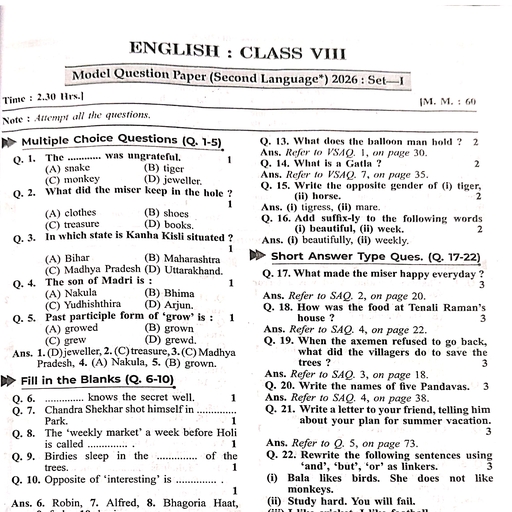 ENGLISH : CLASS VIII
Model Question Paper (Second Language*) 2026 : Set—I
Time : 2.30 Hrs.]
[M. M. : 60
Note : Attempt all the questions.
Multiple Choice Questions (Q. 1-5)
Q. 1. The ............ was ungrateful. 1
(A) snake (B) tiger
(C) monkey (D) jeweller.
Q. 2. What did the miser keep in the hole ?
1
(A) clothes (B) shoes
(C) treasure (D) books.
Q. 3. In which state is Kanha Kisli situated ?
1
(A) Bihar (B) Maharashtra
(C) Madhya Pradesh (D) Uttarakhand.
Q. 4. The son of Madri is : 1
(A) Nakula (B) Bhima
(C) Yudhishthira (D) Arjun.
Q. 5. Past participle form of 'grow' is : 1
(A) growed (B) grown
(C) grew (D) grewd.
Ans. 1. (D) jeweller, 2. (C) treasure, 3. (C) Madhya
Pradesh, 4. (A) Nakula, 5. (B) grown.
Fill in the Blanks (Q. 6-10)
Q. 6. ............. knows the secret well. 1
Q. 7. Chandra Shekhar shot himself in .............
Park. 1
Q. 8. The 'weekly market' a week before Holi
is called ............. . 1
Q. 9. Birdies sleep in the ............. of the
trees. 1
Q. 10. Opposite of 'interesting' is ............. .
1
Ans. 6. Robin, 7. Alfred, 8. Bhagoria Haat,
Q. 13. What does the balloon man hold ? 2
Ans. Refer to VSAQ. 1, on page 30.
Q. 14. What is a Gatla ? 2
Ans. Refer to VSAQ. 7, on page 35.
Q. 15. Write the opposite gender of (i) tiger,
(ii) horse. 2
Ans. (i) tigress, (ii) mare.
Q. 16. Add suffix-ly to the following words
(i) beautiful, (ii) week. 2
Ans. (i) beautifully, (ii) weekly.
Short Answer Type Ques. (Q. 17-22)
Q. 17. What made the miser happy everyday ?
3
Ans. Refer to SAQ. 2, on page 20.
Q. 18. How was the food at Tenali Raman's
house ? 3
Ans. Refer to SAQ. 4, on page 22.
Q. 19. When the axemen refused to go back,
what did the villagers do to save the
trees ? 3
Ans. Refer to SAQ. 3, on page 18.
Q. 20. Write the names of five Pandavas. 3
Ans. Refer to SAQ. 4, on page 38.
Q. 21. Write a letter to your friend, telling him
about your plan for summer vacation.
3
Ans. Refer to Q. 5, on page 73.
Q. 22. Rewrite the following sentences using
'and', 'but', 'or' as linkers. 3
(i) Bala likes birds. She does not like
monkeys.
(ii) Study hard. You will fail.